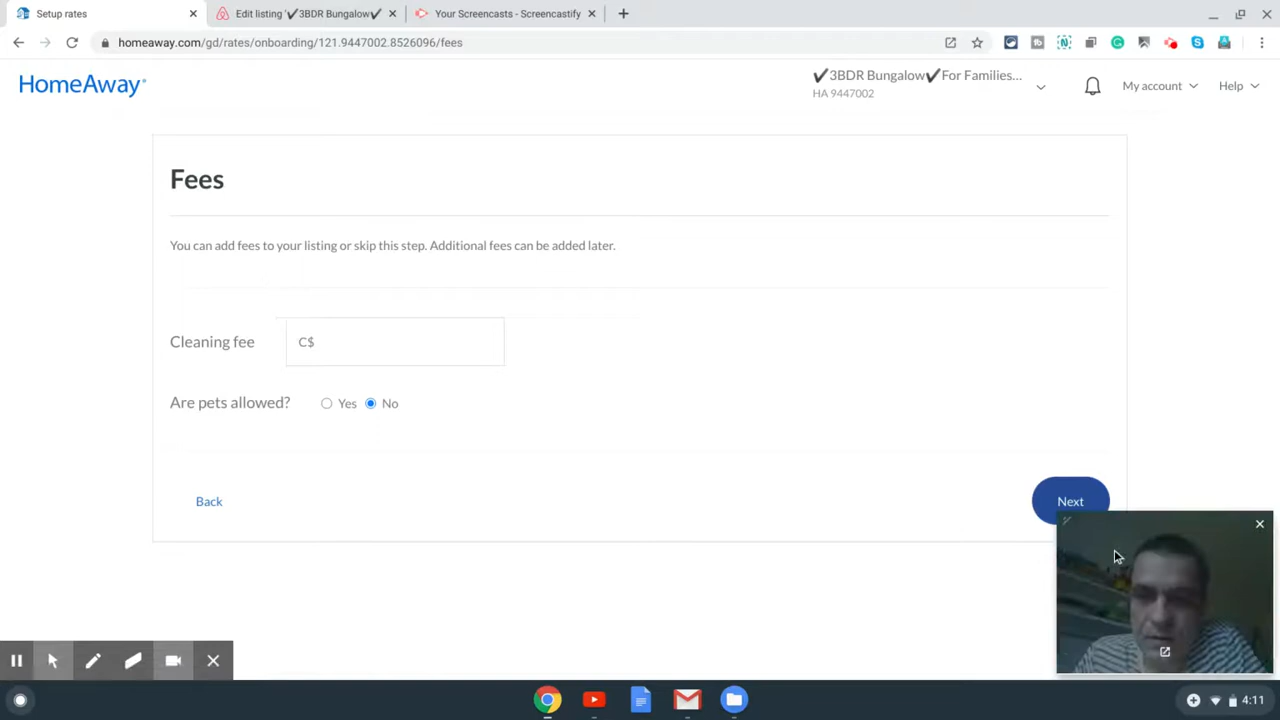 Setup rates
Edit listing '✔3BDR Bungalow✔
Your Screencasts - Screencastify
homeaway.com/gd/rates/onboarding/121.9447002.8526096/fees
HomeAway
✔3BDR Bungalow✔For Families...
HA 9447002
My account
Help
Fees
You can add fees to your listing or skip this step. Additional fees can be added later.
Cleaning fee
C$
Are pets allowed?
Yes
No
Back
Next
4:11